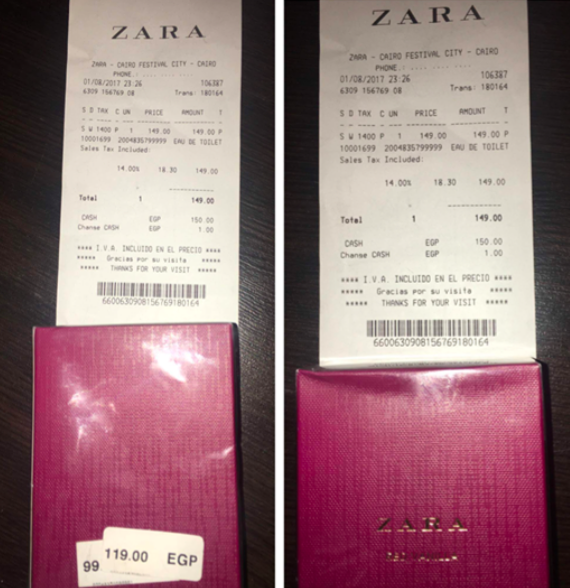 ZARA
ZARA - CAIRO FESTIVAL CITY - CAIRO
PHONE.: .... .... ....
01/08/2017 23:26 106387
6309 156769 08 Trans: 180164
S D TAX C UN PRICE AMOUNT T
S W 1400 P 1 149.00 149.00 P
10001699 2004835799999 EAU DE TOILET
Sales Tax Included:
14.00% 18.30 149.00
Total 1 149.00
CASH EGP 150.00
Change CASH EGP 1.00
**** I.V.A. INCLUIDO EN EL PRECIO ****
***** Gracias por su visita *****
***** THANKS FOR YOUR VISIT *****
6600630908156769180164
99
119.00 EGP
ZARA
ZARA - CAIRO FESTIVAL CITY - CAIRO
PHONE.: .... .... ....
01/08/2017 23:26 106387
6309 156769 08 Trans: 180164
S D TAX C UN PRICE AMOUNT T
S W 1400 P 1 149.00 149.00 P
10001699 2004835799999 EAU DE TOILET
Sales Tax Included:
14.00% 18.30 149.00
Total 1 149.00
CASH EGP 150.00
Change CASH EGP 1.00
**** I.V.A. INCLUIDO EN EL PRECIO ****
***** Gracias por su visita *****
***** THANKS FOR YOUR VISIT *****
6600630908156769180164
ZARA